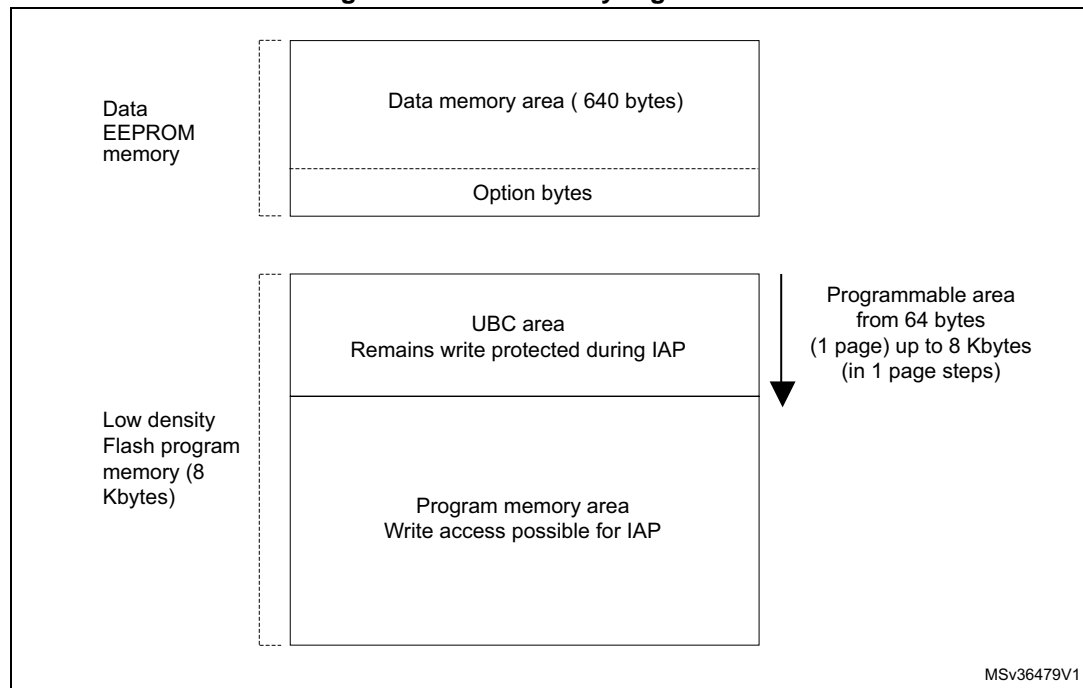 Data memory area ( 640 bytes)
Data
EEPROM
memory
Option bytes
UBC area
Remains write protected during IAP
Programmable area
from 64 bytes
(1 page) up to 8 Kbytes
(in 1 page steps)
Low density
Flash program
memory (8
Kbytes)
Program memory area
Write access possible for IAP
MSv36479V1